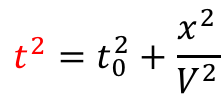 t² = t₀² + x²/V²